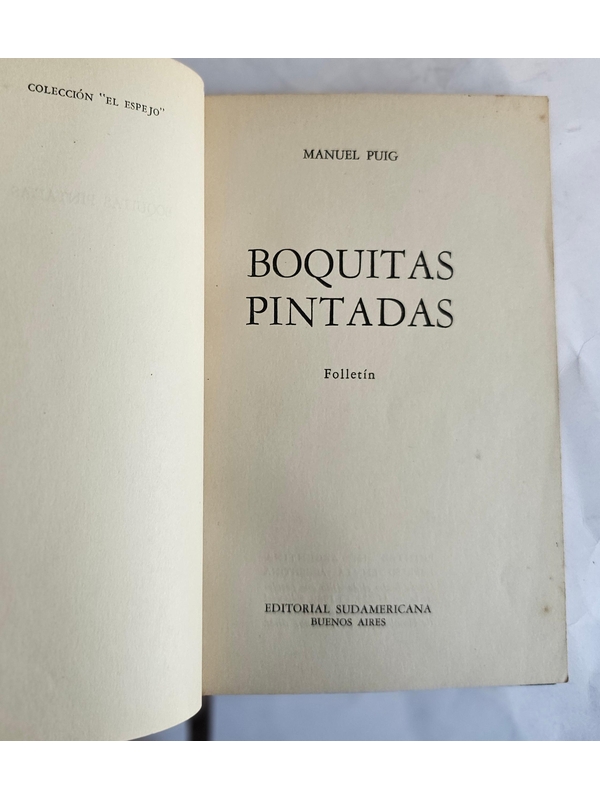 COLECCIÓN "EL ESPEJO"
MANUEL PUIG
BOQUITAS
PINTADAS
Folletín
EDITORIAL SUDAMERICANA
BUENOS AIRES